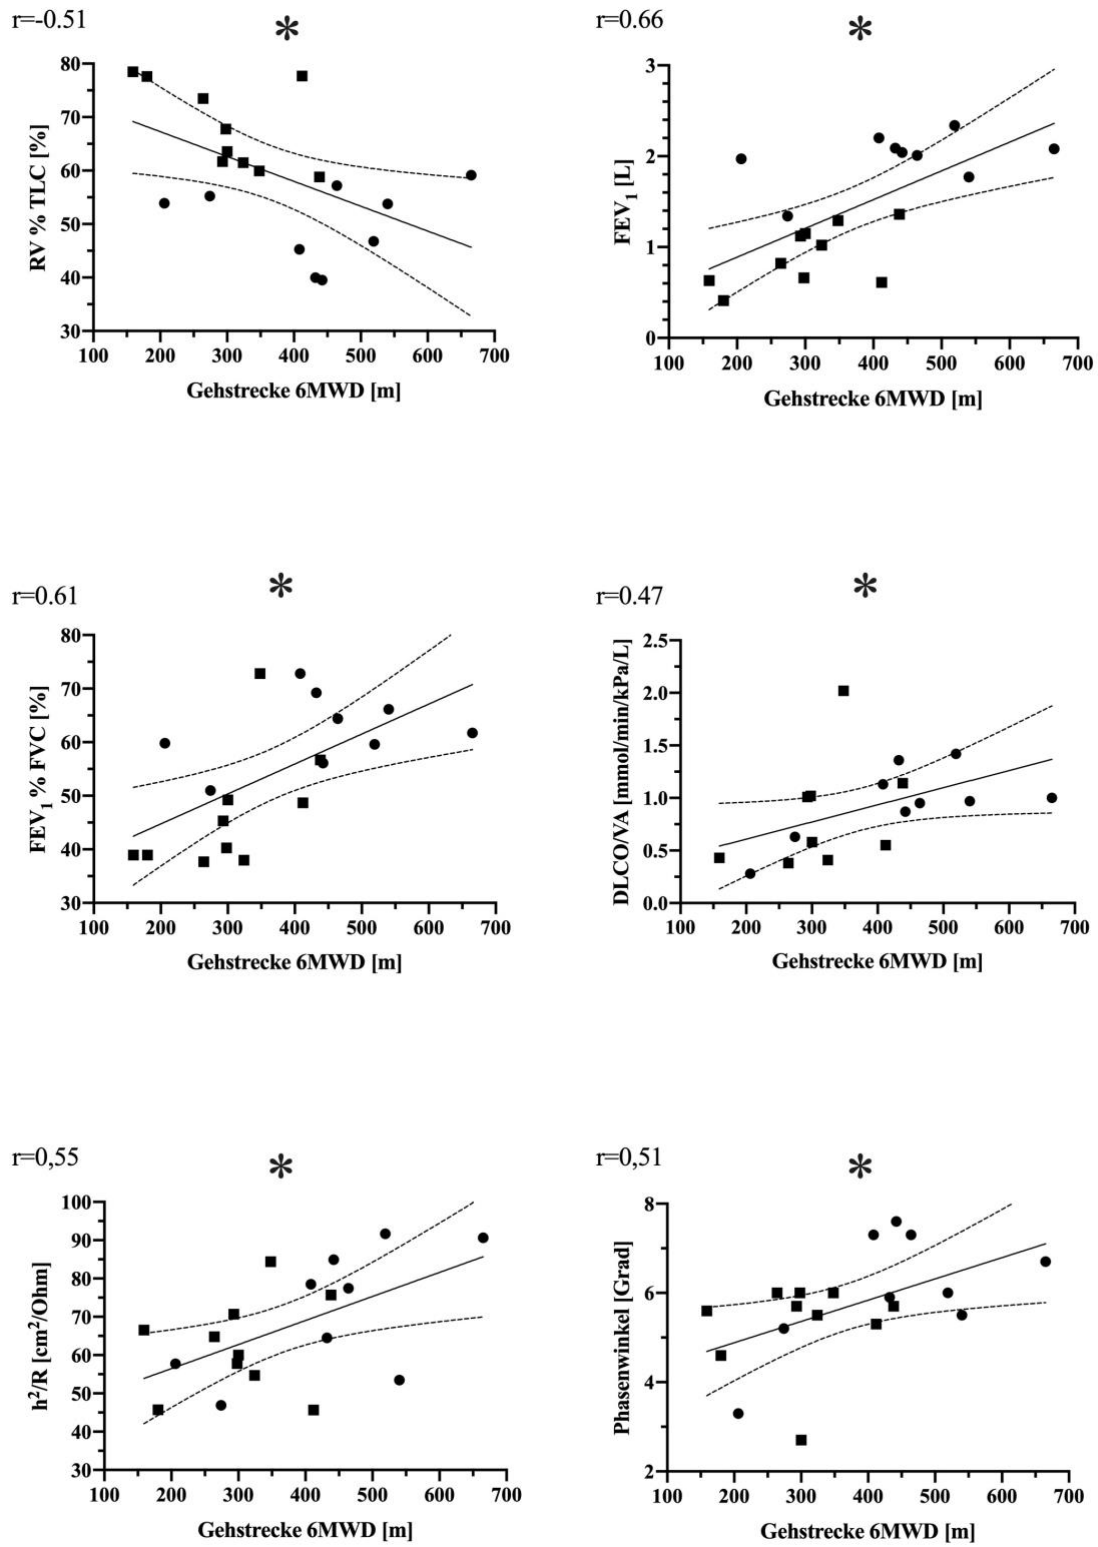 r=-0.51
*
80
70
60
50
40
30
RV % TLC [%]
100 200 300 400 500 600 700
Gehstrecke 6MWD [m]
r=0.66
*
3
2
1
0
FEV1 [L]
100 200 300 400 500 600 700
Gehstrecke 6MWD [m]
r=0.61
*
80
70
60
50
40
30
FEV1 % FVC [%]
100 200 300 400 500 600 700
Gehstrecke 6MWD [m]
r=0.47
*
2.5
2.0
1.5
1.0
0.5
0.0
DLCO/VA [mmol/min/kPa/L]
100 200 300 400 500 600 700
Gehstrecke 6MWD [m]
r=0,55
*
100
90
80
70
60
50
40
30
h²/R [cm²/Ohm]
100 200 300 400 500 600 700
Gehstrecke 6MWD [m]
r=0,51
*
8
6
4
2
Phasenwinkel [Grad]
100 200 300 400 500 600 700
Gehstrecke 6MWD [m]